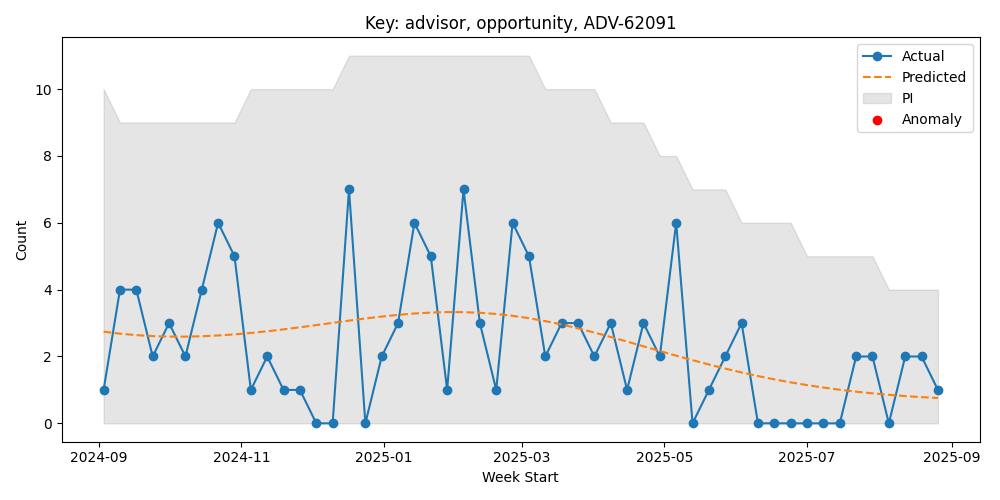 Key: advisor, opportunity, ADV-62091
Actual
Predicted
PI
Anomaly
Count
10
8
6
4
2
0
2024-09
2024-11
2025-01
2025-03
2025-05
2025-07
2025-09
Week Start